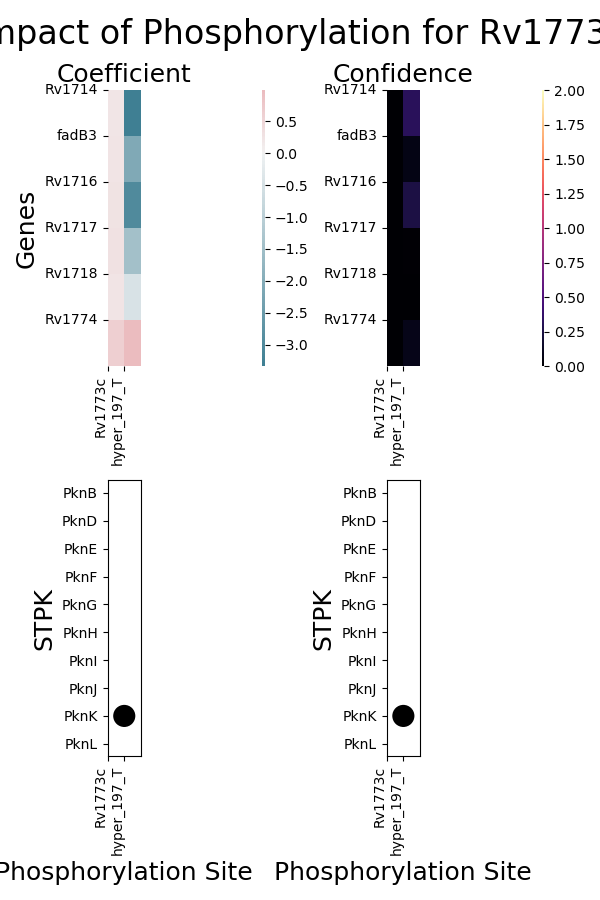 mpact of Phosphorylation for Rv1773
Coefficient
Confidence
Genes
Rv1714
fadB3
Rv1716
Rv1717
Rv1718
Rv1774
0.5
0.0
−0.5
−1.0
−1.5
−2.0
−2.5
−3.0
Rv1773c
hyper_197_T
Rv1714
fadB3
Rv1716
Rv1717
Rv1718
Rv1774
2.00
1.75
1.50
1.25
1.00
0.75
0.50
0.25
0.00
Rv1773c
hyper_197_T
STPK
PknB
PknD
PknE
PknF
PknG
PknH
PknI
PknJ
PknK
PknL
Rv1773c
hyper_197_T
Phosphorylation Site
STPK
PknB
PknD
PknE
PknF
PknG
PknH
PknI
PknJ
PknK
PknL
Rv1773c
hyper_197_T
Phosphorylation Site